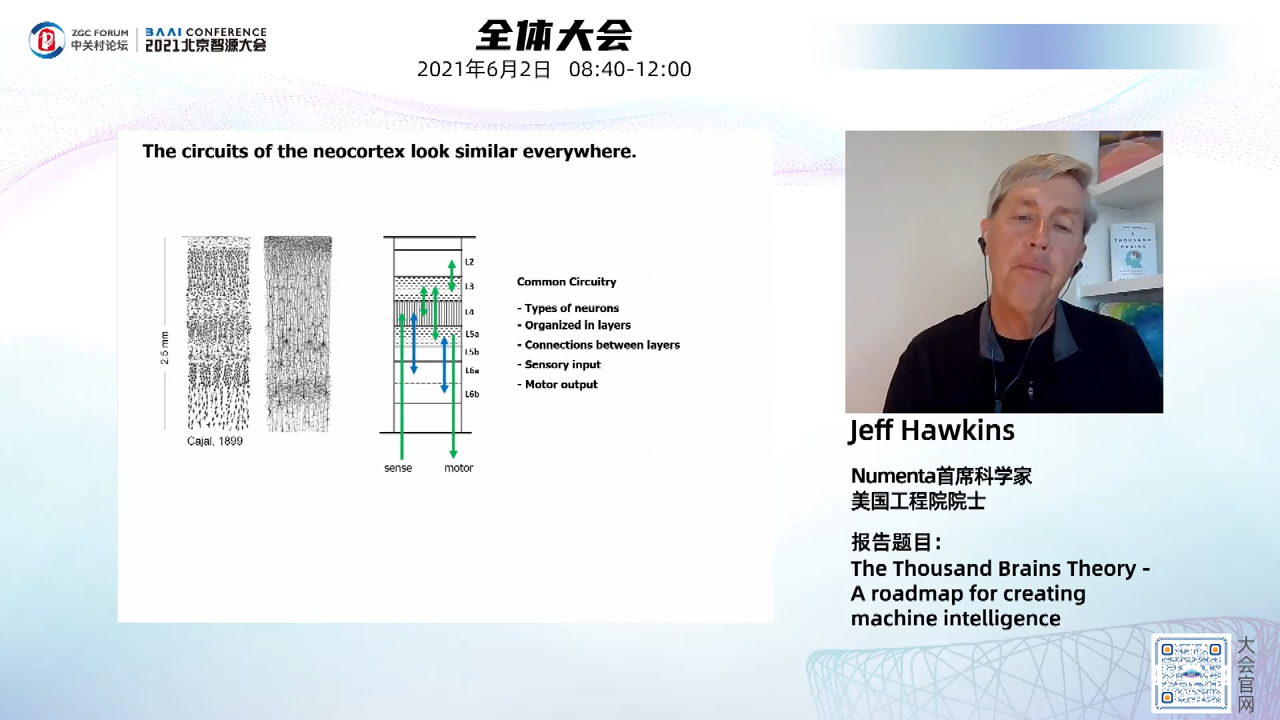 ZGC FORUM
中关村论坛
BAAI CONFERENCE
2021北京智源大会
全体大会
2021年6月2日 08:40-12:00
The circuits of the neocortex look similar everywhere.
2.5 mm
Cajal, 1899
L2
L3
L4
L5a
L5b
L6a
L6b
sense
motor
Common Circuitry
- Types of neurons
- Organized in layers
- Connections between layers
- Sensory input
- Motor output
A
THOUSAND
BRAINS
Jeff Hawkins
Numenta首席科学家
美国工程院院士
报告题目：
The Thousand Brains Theory -
A roadmap for creating
machine intelligence
大会官网